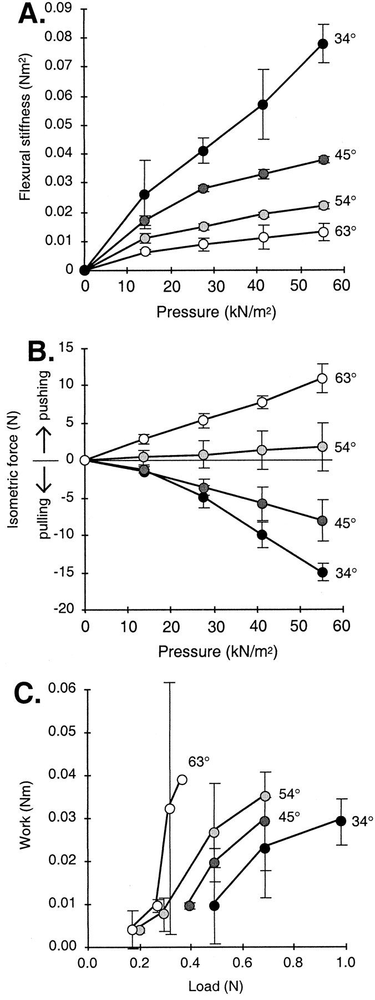 A.
Flexural stiffness (Nm2)
0.09
0.08
0.07
0.06
0.05
0.04
0.03
0.02
0.01
0
34°
45°
54°
63°
0 10 20 30 40 50 60
Pressure (kN/m2)
B.
Isometric force (N)
pulling pushing
15
10
5
0
-5
-10
-15
-20
63°
54°
45°
34°
0 10 20 30 40 50 60
Pressure (kN/m2)
C.
Work (Nm)
0.06
0.05
0.04
0.03
0.02
0.01
0.00
63°
54°
45°
34°
0.0 0.2 0.4 0.6 0.8 1.0
Load (N)